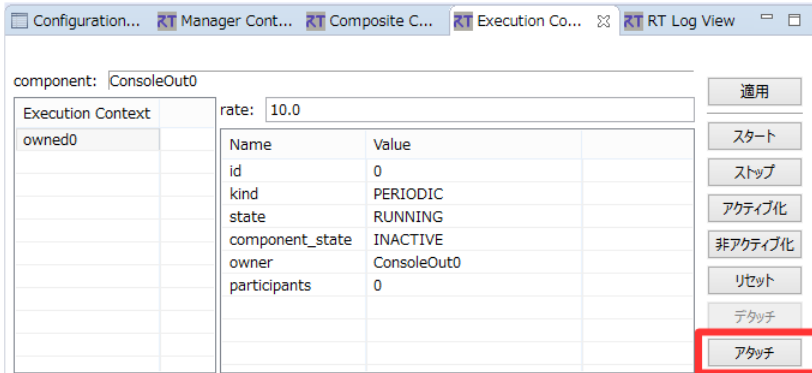 Configuration... RT Manager Cont... RT Composite C... RT Execution Co... RT RT Log View
component: ConsoleOut0
適用
Execution Context
rate: 10.0
owned0
スタート
Name Value
id 0
ストップ
kind PERIODIC
state RUNNING
アクティブ化
component_state INACTIVE
非アクティブ化
owner ConsoleOut0
participants 0
リセット
デタッチ
アタッチ